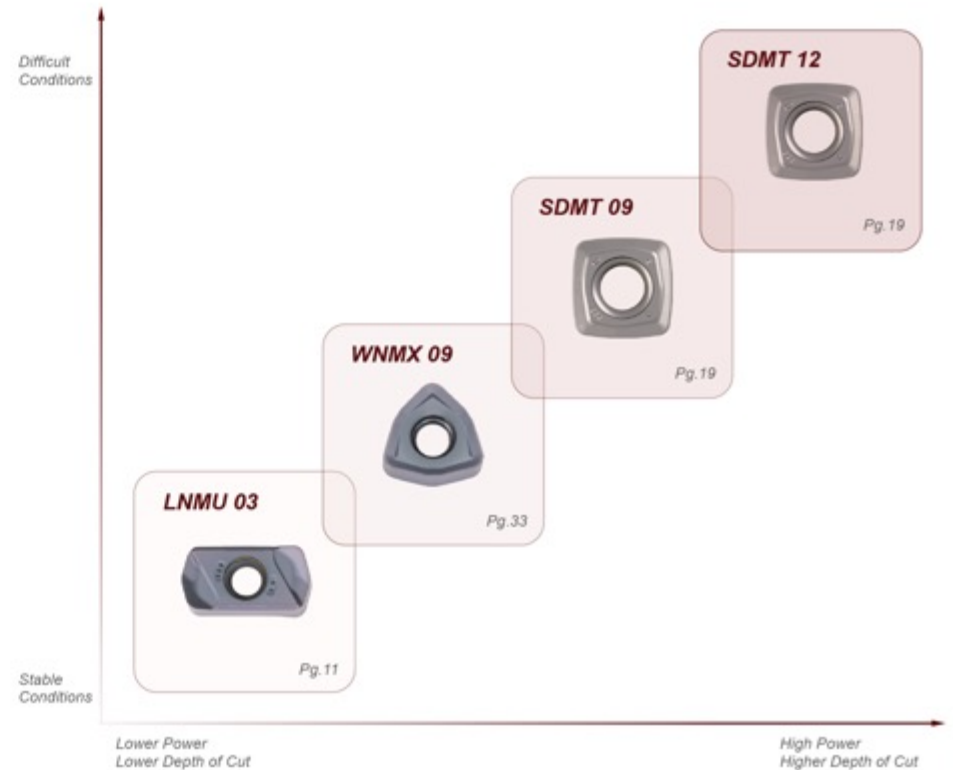 Difficult
Conditions
SDMT 12
Pg.19
SDMT 09
Pg.19
WNMX 09
Pg.33
LNMU 03
Pg.11
Stable
Conditions
Lower Power
Lower Depth of Cut
High Power
Higher Depth of Cut